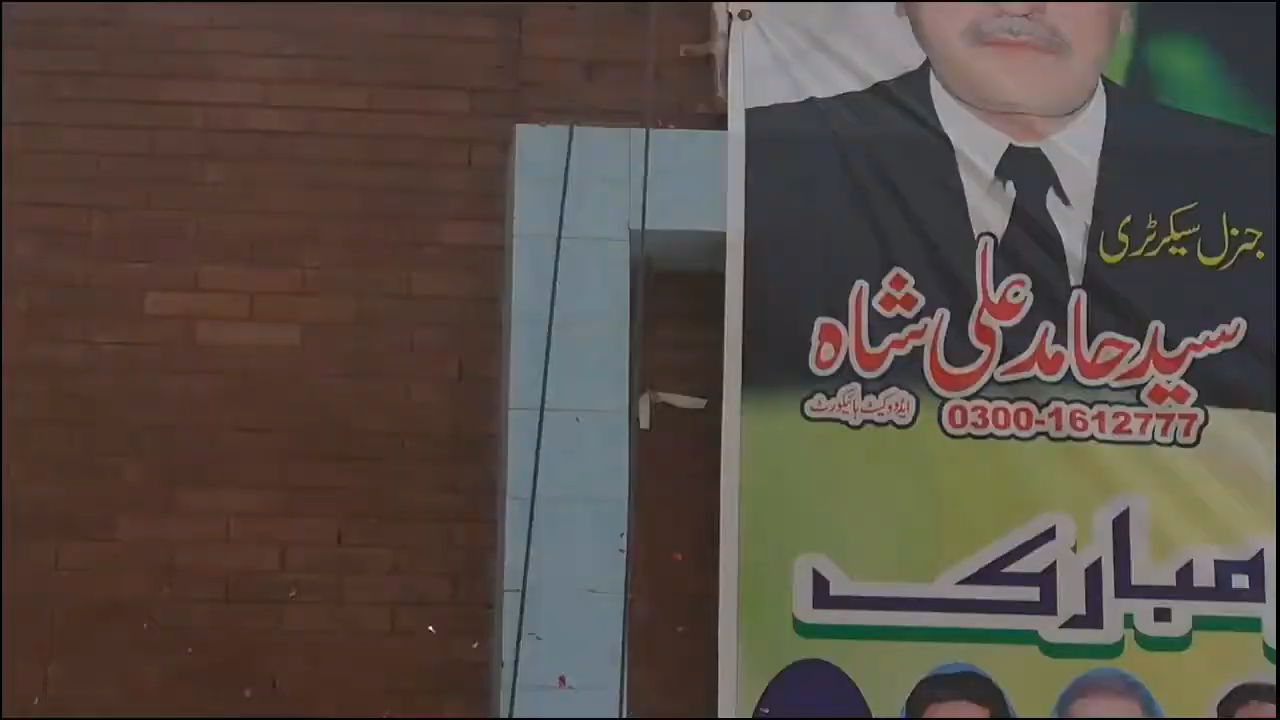 جنرل سیکرٹری
سید حامد علی شاہ
ایڈووکیٹ ہائیکورٹ
0300-1612777
مبارک